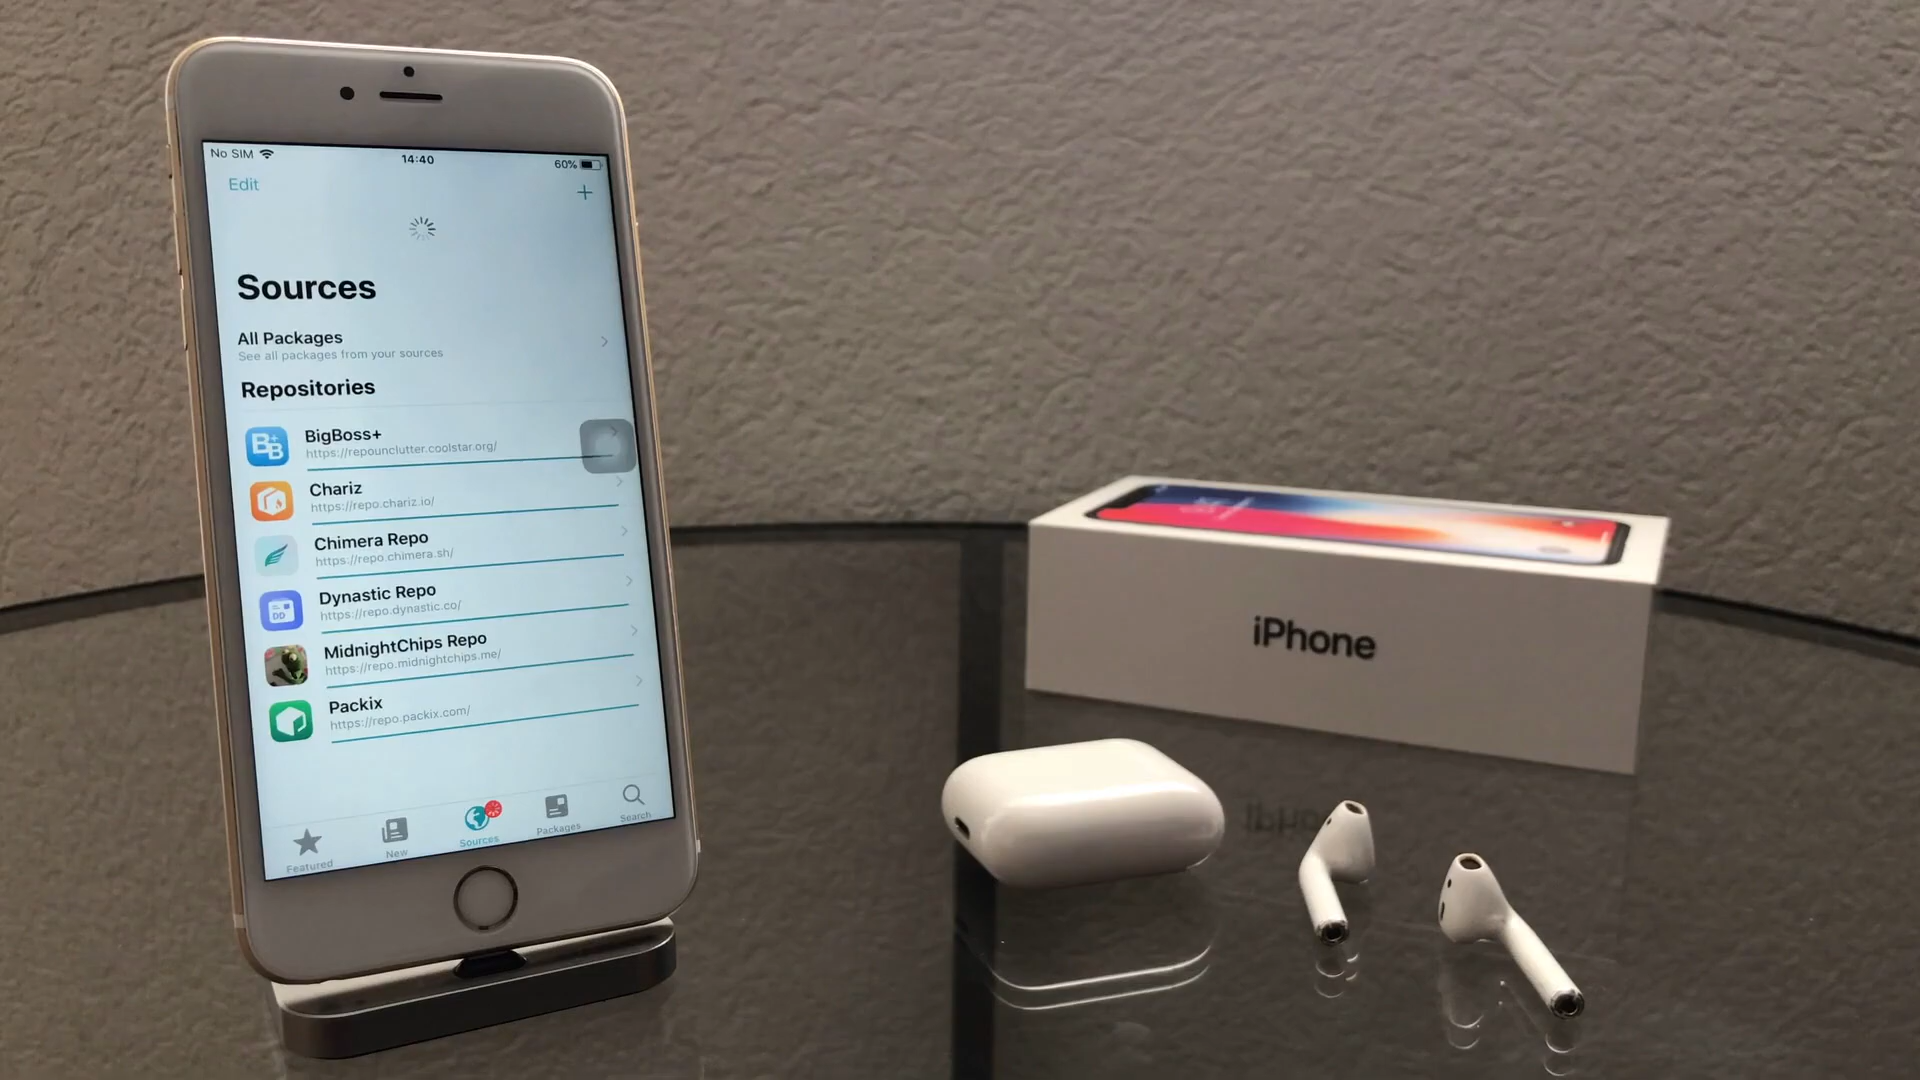 No SIM 14:40 60%
Edit +
Sources
All Packages
See all packages from your sources
Repositories
BigBoss+
https://repounclutter.coolstar.org/
Chariz
https://repo.chariz.io/
Chimera Repo
https://repo.chimera.sh/
Dynastic Repo
https://repo.dynastic.co/
MidnightChips Repo
https://repo.midnightchips.me/
Packix
https://repo.packix.com/
Featured
New
Sources
Packages
Search
iPhone